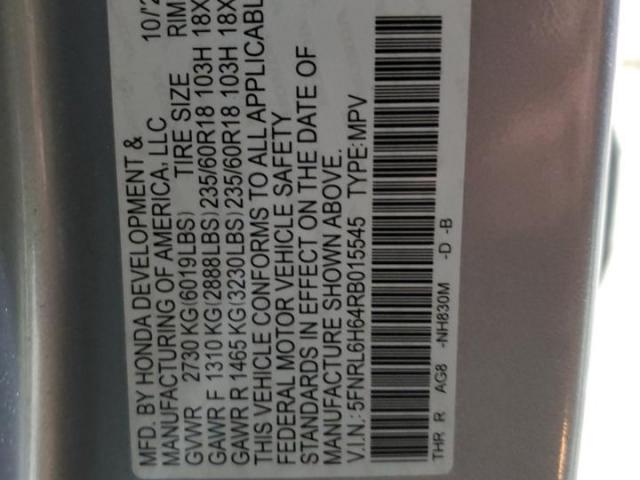 MFD. BY HONDA DEVELOPMENT & 10/
MANUFACTURING OF AMERICA, LLC
GVWR 2730 KG(6019LBS) TIRE SIZE RIM
GAWR F 1310 KG(2888LBS) 235/60R18 103H 18X
GAWR R 1465 KG(3230LBS) 235/60R18 103H 18X
THIS VEHICLE CONFORMS TO ALL APPLICABL
FEDERAL MOTOR VEHICLE SAFETY
STANDARDS IN EFFECT ON THE DATE OF
MANUFACTURE SHOWN ABOVE.
V.I.N.: 5FNRL6H64RB015545 TYPE: MPV
THR R AG8 -NH830M -D -B